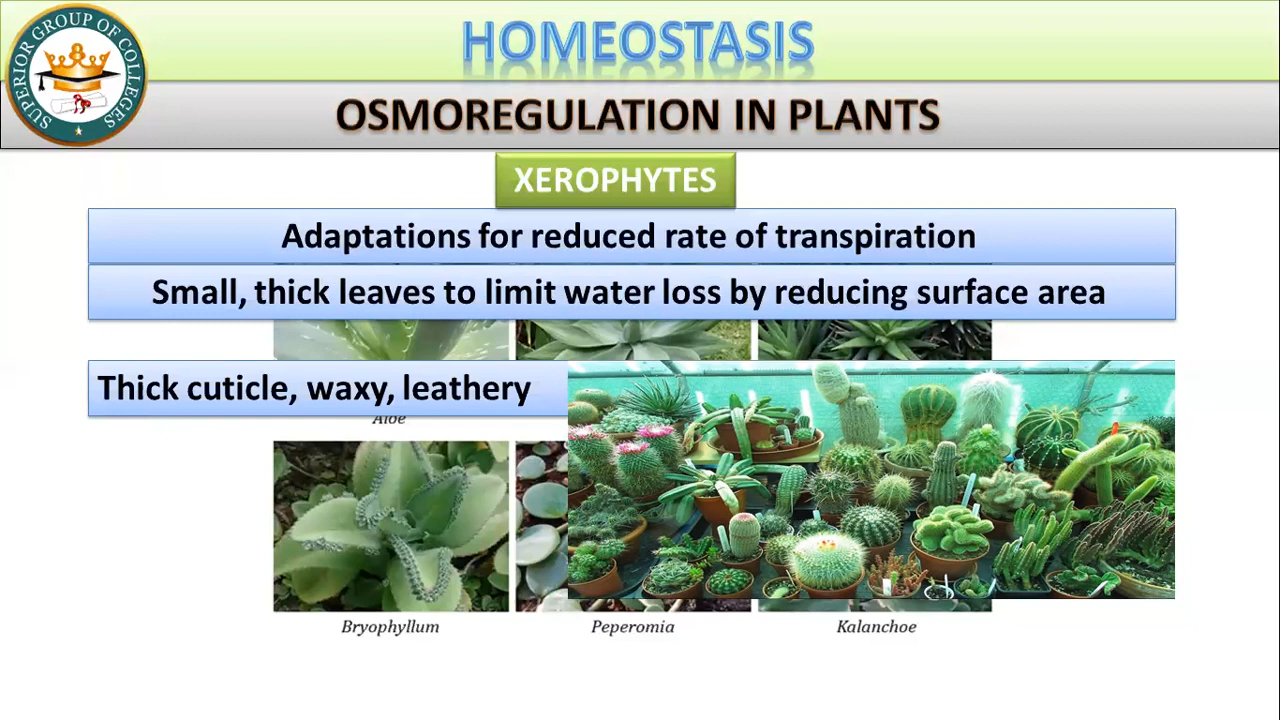 SUPERIOR GROUP OF COLLEGES
HOMEOSTASIS
OSMOREGULATION IN PLANTS
XEROPHYTES
Adaptations for reduced rate of transpiration
Small, thick leaves to limit water loss by reducing surface area
Thick cuticle, waxy, leathery
Aloe
Bryophyllum
Peperomia
Kalanchoe